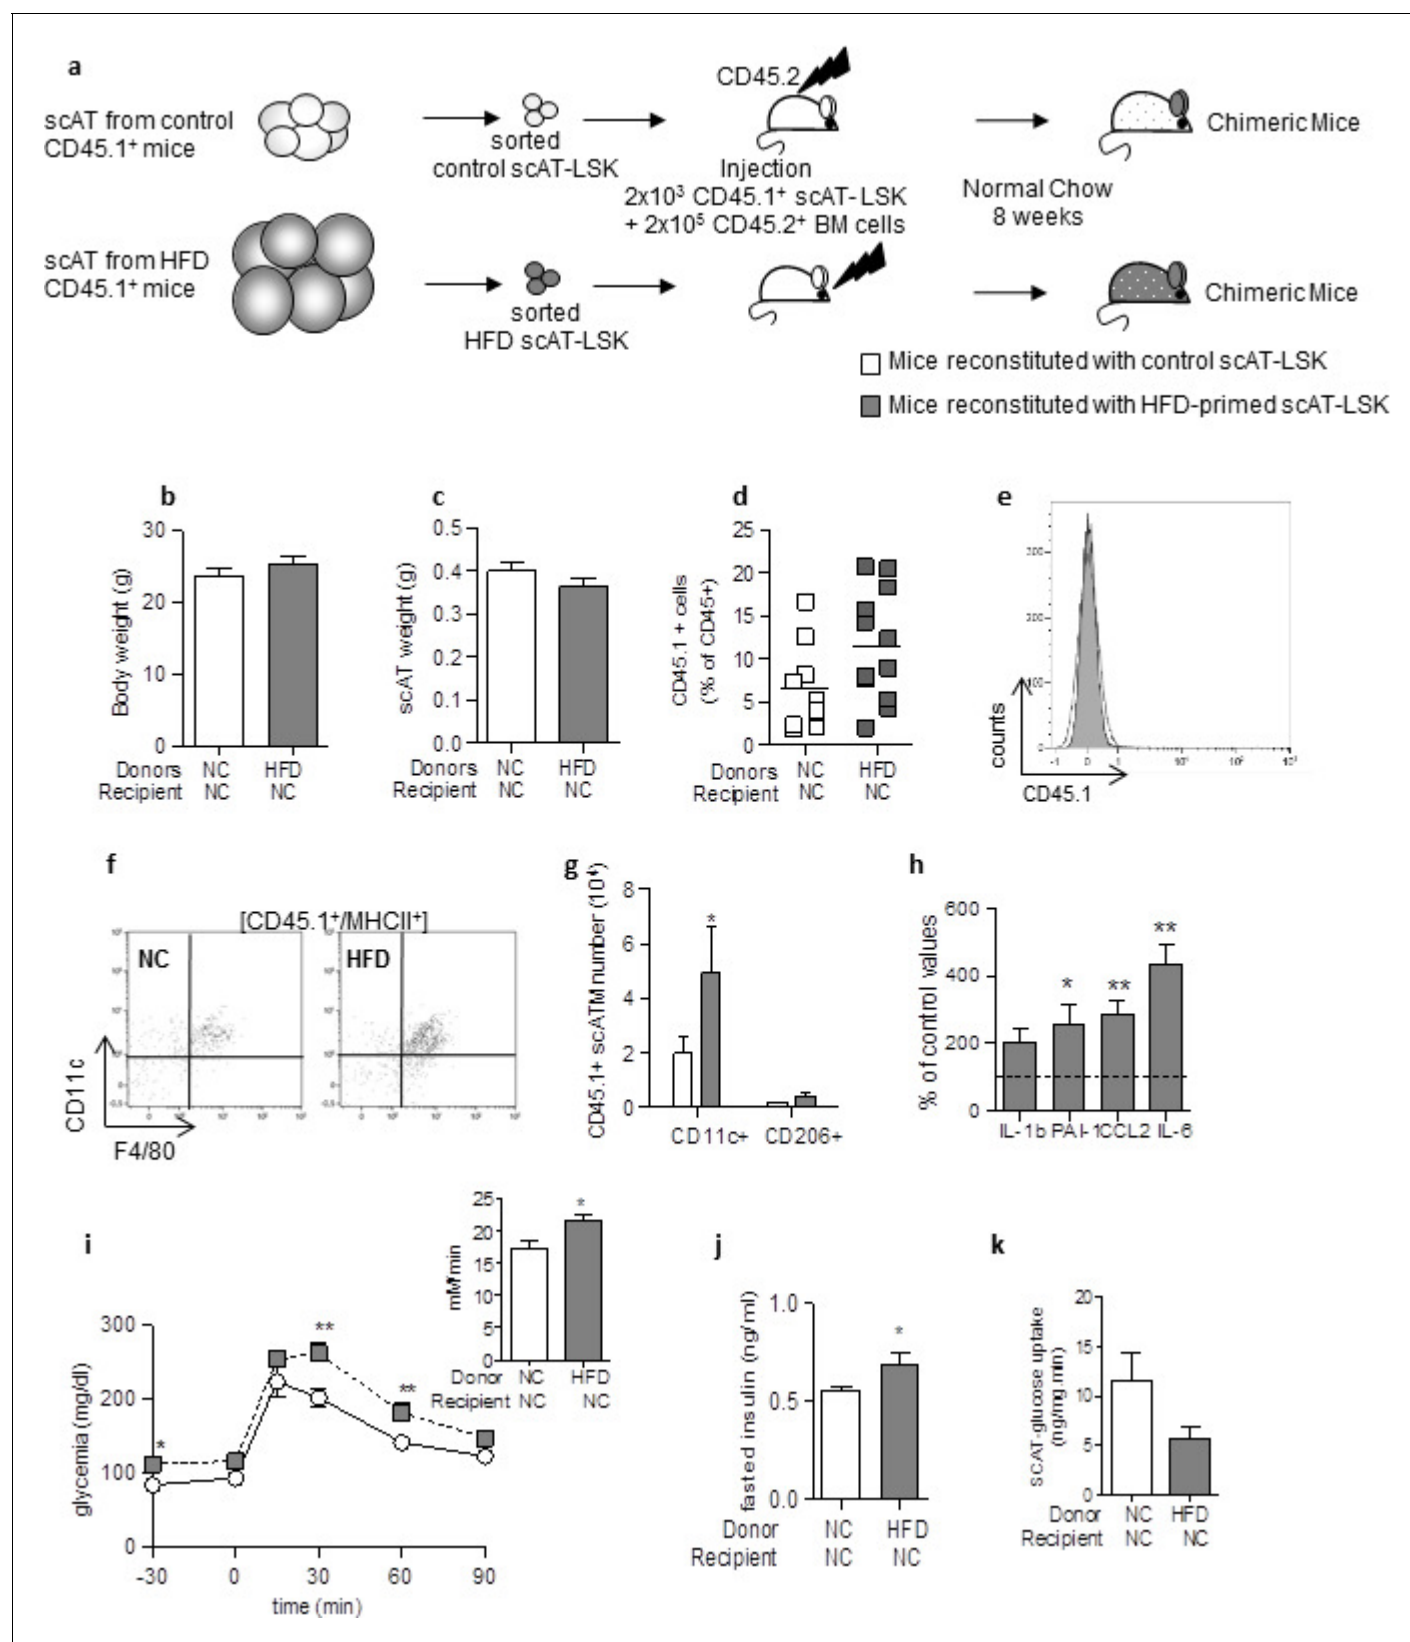 a
scAT from control
CD45.1⁺ mice
sorted
control scAT-LSK
CD45.2
Injection
2x10³ CD45.1⁺ scAT-LSK
+ 2x10⁵ CD45.2⁺ BM cells
Normal Chow
8 weeks
Chimeric Mice
scAT from HFD
CD45.1⁺ mice
sorted
HFD scAT-LSK
Chimeric Mice
Mice reconstituted with control scAT-LSK
Mice reconstituted with HFD-primed scAT-LSK
b
Body weight (g)
30
20
10
0
Donors NC HFD
Recipient NC NC
c
scAT weight (g)
0.5
0.4
0.3
0.2
0.1
0.0
Donors NC HFD
Recipient NC NC
d
CD45.1 + cells
(% of CD45+)
25
20
15
10
5
0
Donors NC HFD
Recipient NC NC
e
counts
300
200
100
0
-1 0 1
CD45.1
f
[CD45.1⁺/MHCII⁺]
NC
HFD
CD11c
F4/80
g
CD45.1+ scATM number (10⁴)
8
6
4
2
0
*
CD11c+ CD206+
h
% of control values
600
400
200
0
* ** **
IL-1b PAI-1 CCL2 IL-6
i
glycemia (mg/dl)
300
200
100
0
* ** **
-30 0 30 60 90
time (min)
mM/min
25
20
15
10
5
0
*
Donor NC HFD
Recipient NC NC
j
fasted insulin (ng/ml)
1.0
0.5
0.0
*
Donor NC HFD
Recipient NC NC
k
SCAT-glucose uptake
(ng/mg.min)
20
15
10
5
0
Donor NC HFD
Recipient NC NC